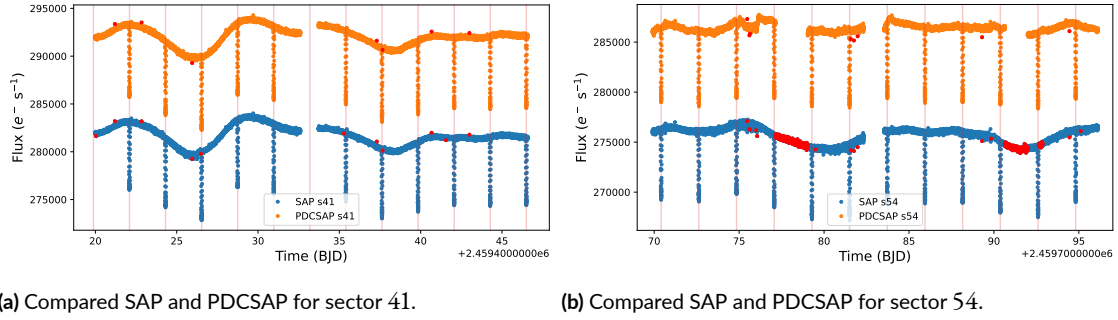 295000
290000
285000
280000
275000
Flux (e⁻ s⁻¹)
SAP s41
PDCSAP s41
20 25 30 35 40 45
Time (BJD)
+2.4594000000e6
285000
280000
275000
270000
Flux (e⁻ s⁻¹)
SAP s54
PDCSAP s54
70 75 80 85 90 95
Time (BJD)
+2.4597000000e6
(a) Compared SAP and PDCSAP for sector 41.
(b) Compared SAP and PDCSAP for sector 54.